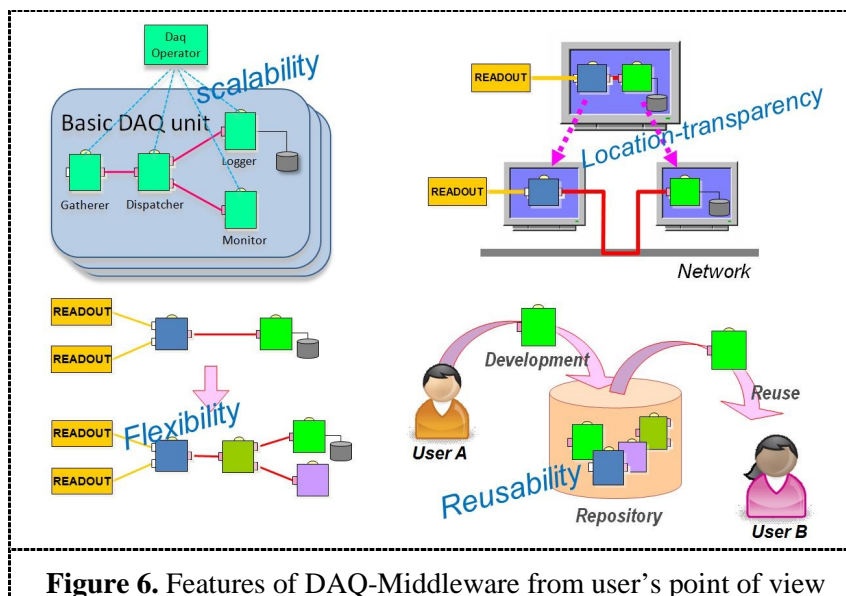 Daq
Operator
scalability
Basic DAQ unit
Logger
Gatherer
Dispatcher
Monitor
READOUT
Location-transparency
READOUT
Network
READOUT
READOUT
Flexibility
READOUT
READOUT
Development
Reuse
User A
Reusability
Repository
User B
Figure 6. Features of DAQ-Middleware from user's point of view